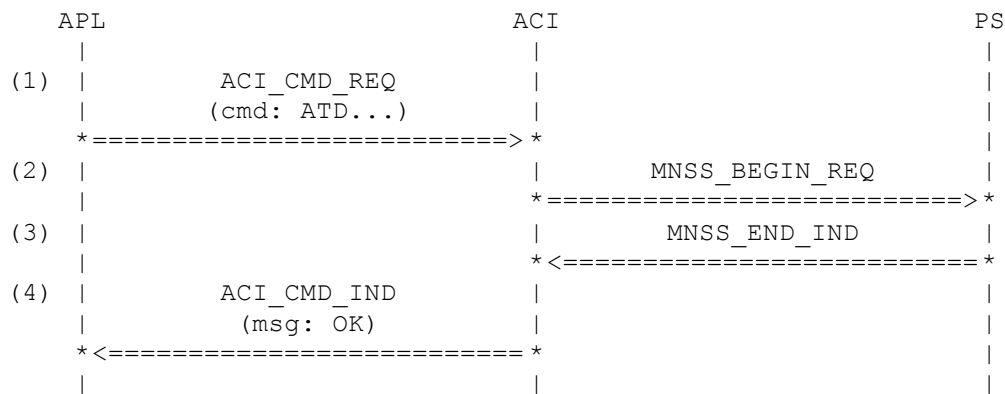 APL ACI PS
(1) ACI_CMD_REQ
(cmd: ATD...)
(2) MNSS_BEGIN_REQ
(3) MNSS_END_IND
(4) ACI_CMD_IND
(msg: OK)